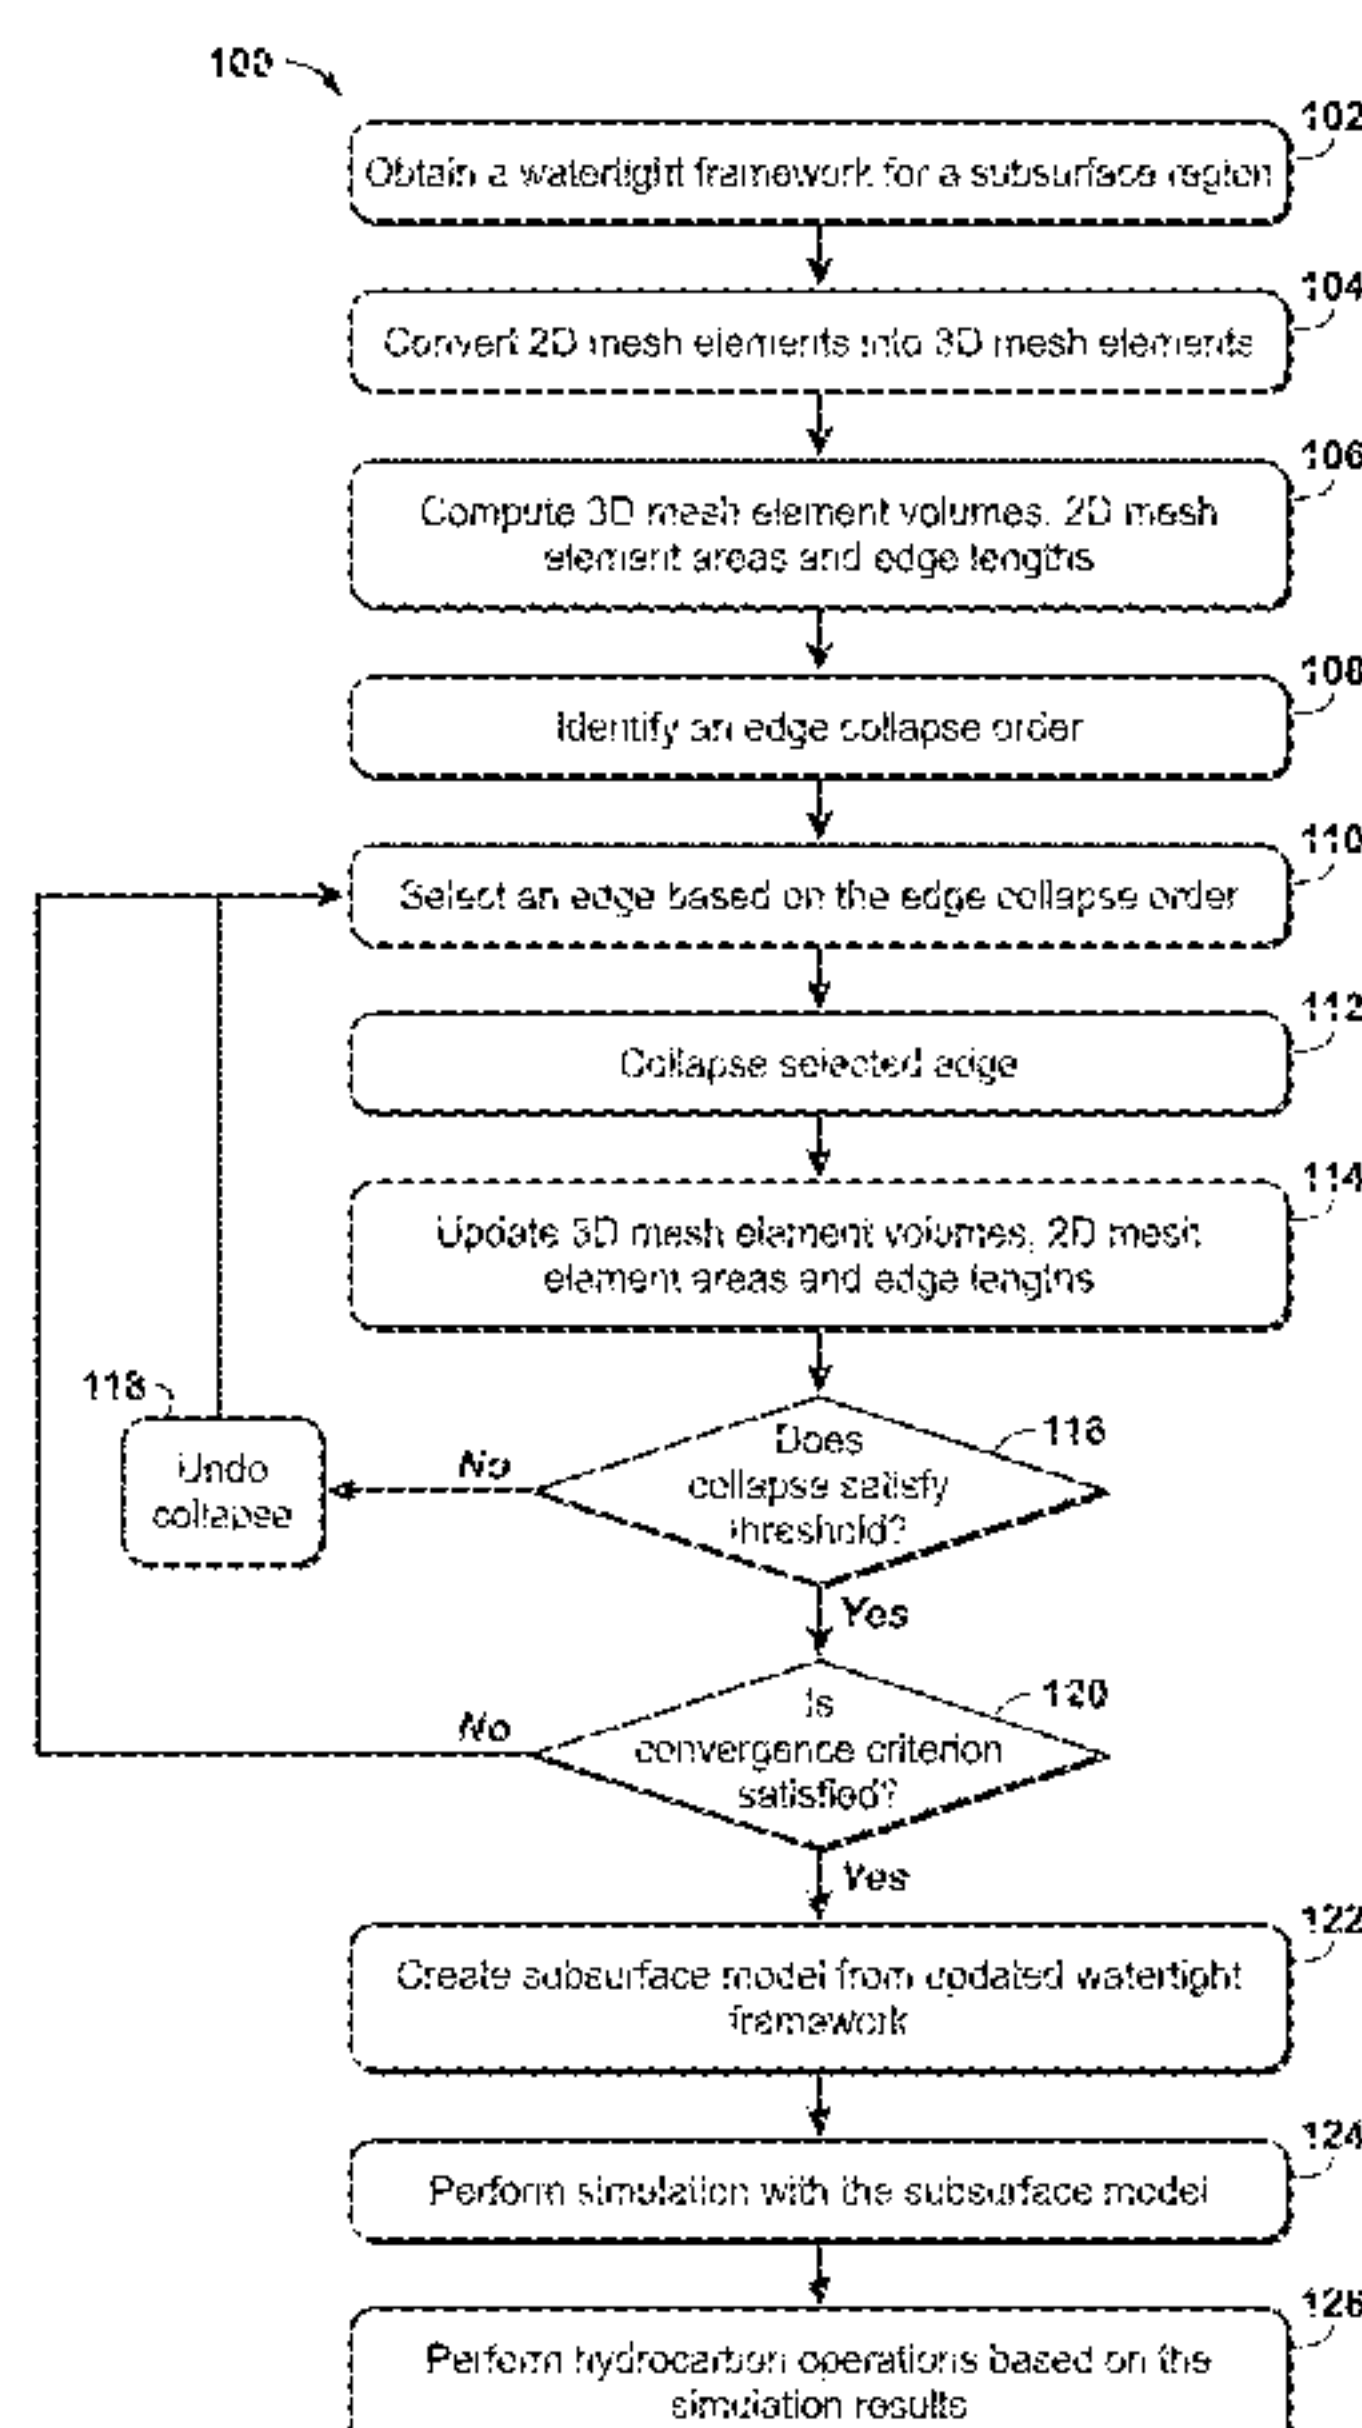 100
102
Obtain a watertight framework for a subsurface region
104
Convert 2D mesh elements into 3D mesh elements
106
Compute 3D mesh element volumes, 2D mesh
element areas and edge lengths
108
Identify an edge collapse order
110
Select an edge based on the edge collapse order
112
Collapse selected edge
114
Update 3D mesh element volumes, 2D mesh
element areas and edge lengths
118
Undo
collapse
No
116
Does
collapse satisfy
threshold?
Yes
120
No
Is
convergence criterion
satisfied?
Yes
122
Create subsurface model from updated watertight
framework
124
Perform simulation with the subsurface model
126
Perform hydrocarbon operations based on the
simulation results